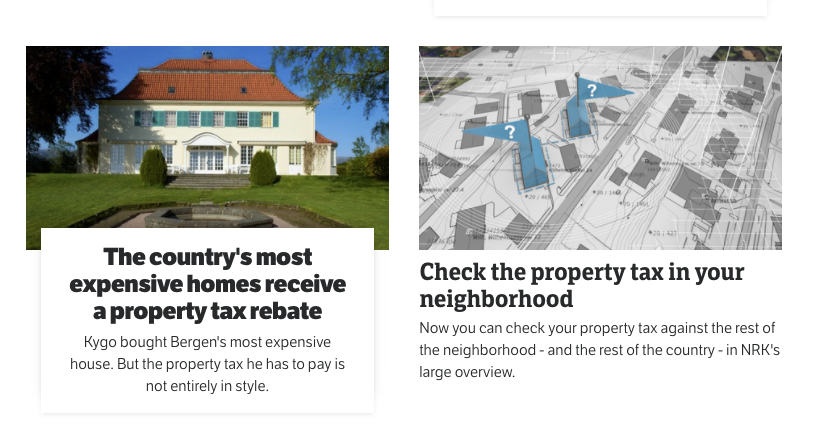 The country's most
expensive homes receive
a property tax rebate
Kygo bought Bergen's most expensive
house. But the property tax he has to pay is
not entirely in style.
?
?
Check the property tax in your
neighborhood
Now you can check your property tax against the rest of
the neighborhood - and the rest of the country - in NRK's
large overview.